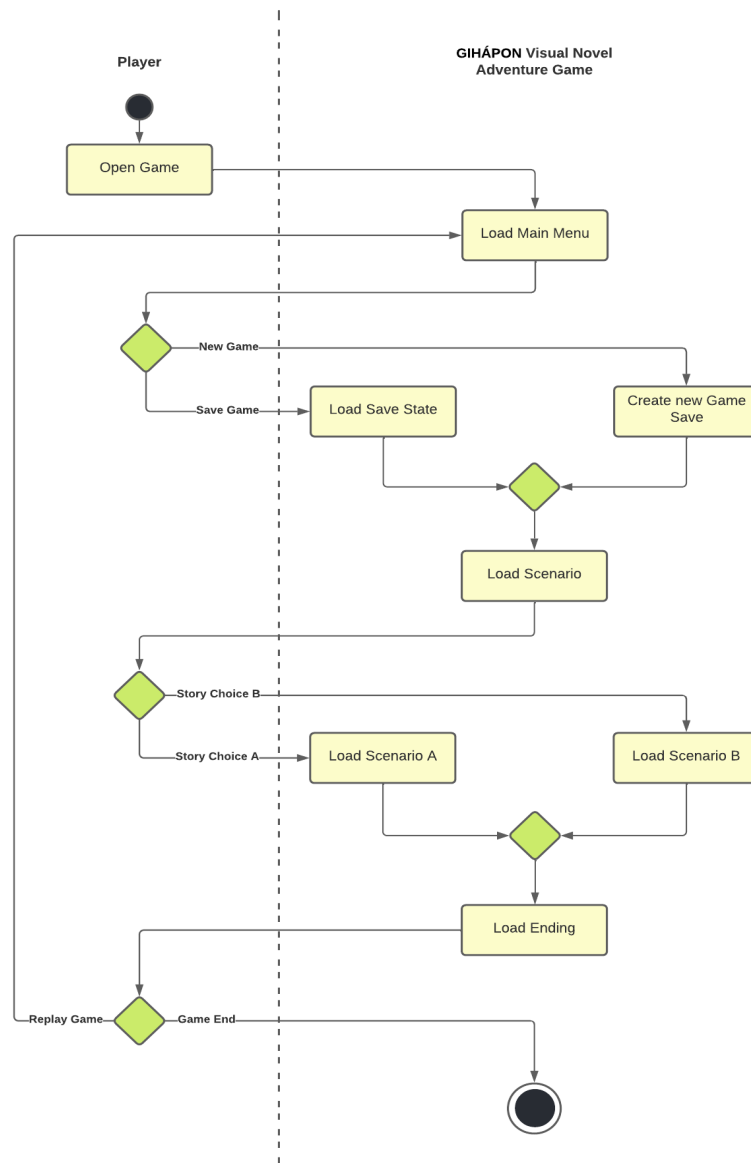 Player
GIHÁPON Visual Novel
Adventure Game
Open Game
Load Main Menu
New Game
Save Game
Load Save State
Create new Game
Save
Load Scenario
Story Choice B
Story Choice A
Load Scenario A
Load Scenario B
Load Ending
Replay Game
Game End